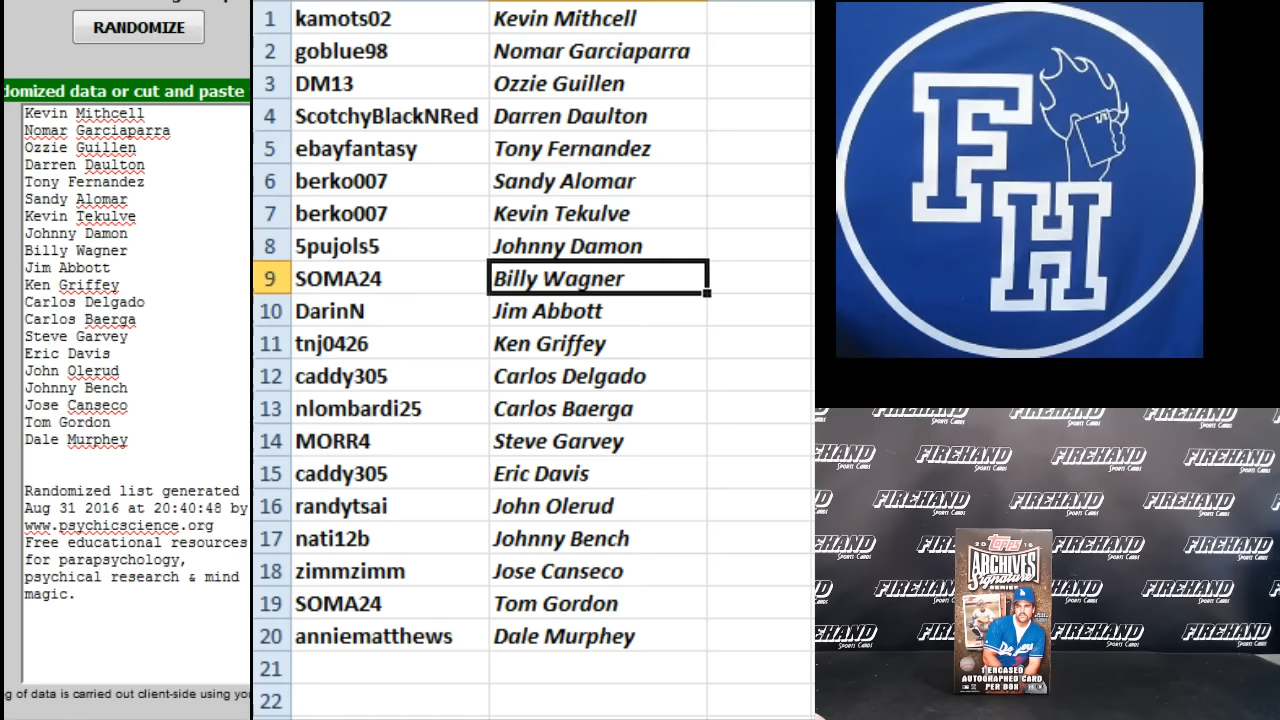 RANDOMIZE
domized data or cut and paste
Kevin Mithcell
Nomar Garciaparra
Ozzie Guillen
Darren Daulton
Tony Fernandez
Sandy Alomar
Kevin Tekulve
Johnny Damon
Billy Wagner
Jim Abbott
Ken Griffey
Carlos Delgado
Carlos Baerga
Steve Garvey
Eric Davis
John Olerud
Johnny Bench
Jose Canseco
Tom Gordon
Dale Murphey
Randomized list generated
Aug 31 2016 at 20:40:48 by
www.psychicscience.org
Free educational resources
for parapsychology,
psychical research & mind
magic.
g of data is carried out client-side using you
1 kamots02 Kevin Mithcell
2 goblue98 Nomar Garciaparra
3 DM13 Ozzie Guillen
4 ScotchyBlackNRed Darren Daulton
5 ebayfantasy Tony Fernandez
6 berko007 Sandy Alomar
7 berko007 Kevin Tekulve
8 5pujols5 Johnny Damon
9 SOMA24 Billy Wagner
10 DarinN Jim Abbott
11 tnj0426 Ken Griffey
12 caddy305 Carlos Delgado
13 nlombardi25 Carlos Baerga
14 MORR4 Steve Garvey
15 caddy305 Eric Davis
16 randytsai John Olerud
17 nati12b Johnny Bench
18 zimmzimm Jose Canseco
19 SOMA24 Tom Gordon
20 anniematthews Dale Murphey
21
22
F
H
1/1
FIREHAND
SPORTS CARDS
2016
Topps
ARCHIVES
Signature
SERIES
1 ENCASED
AUTOGRAPHED CARD
PER BOX